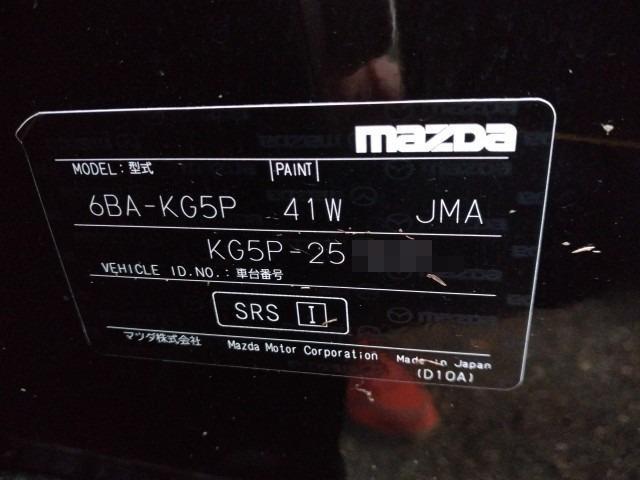 mazda
MODEL:型式 PAINT
6BA-KG5P 41W JMA
KG5P-25
VEHICLE ID.NO.:車台番号
SRS I
マツダ株式会社 Mazda Motor Corporation Made in Japan
(D10A)